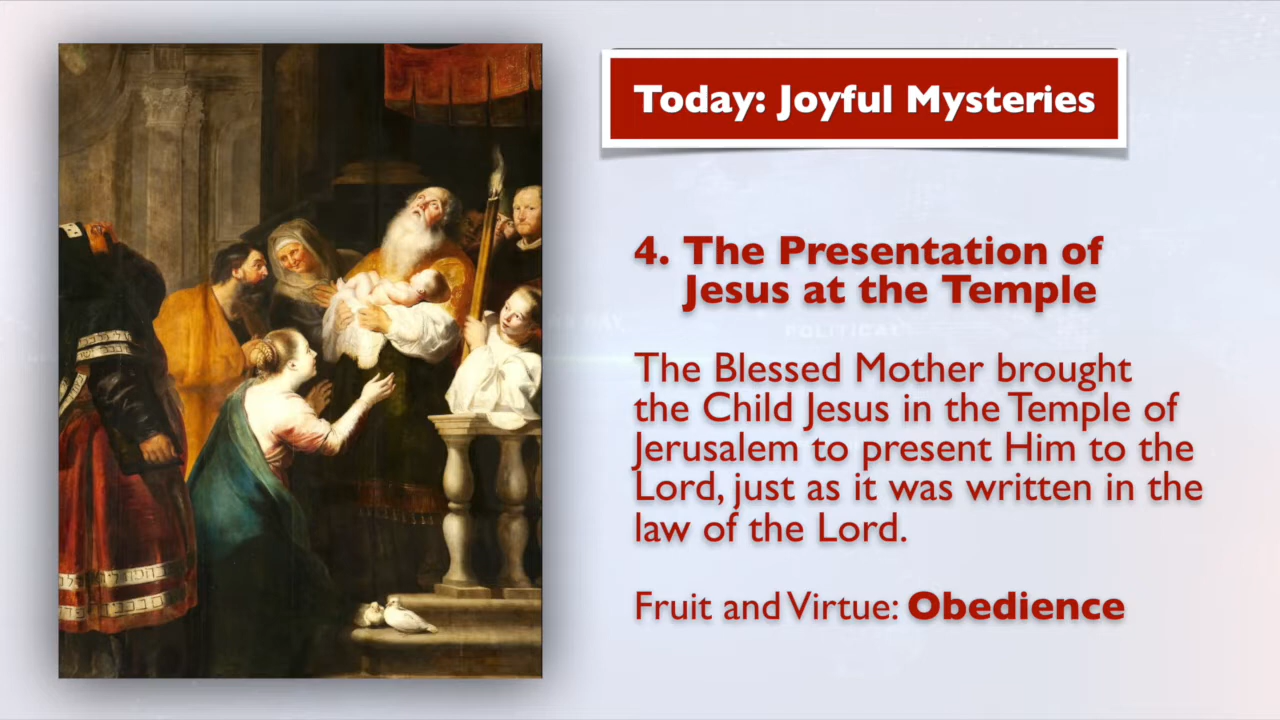 Today: Joyful Mysteries
4. The Presentation of
Jesus at the Temple
The Blessed Mother brought
the Child Jesus in the Temple of
Jerusalem to present Him to the
Lord, just as it was written in the
law of the Lord.
Fruit and Virtue: Obedience
POLITICAL